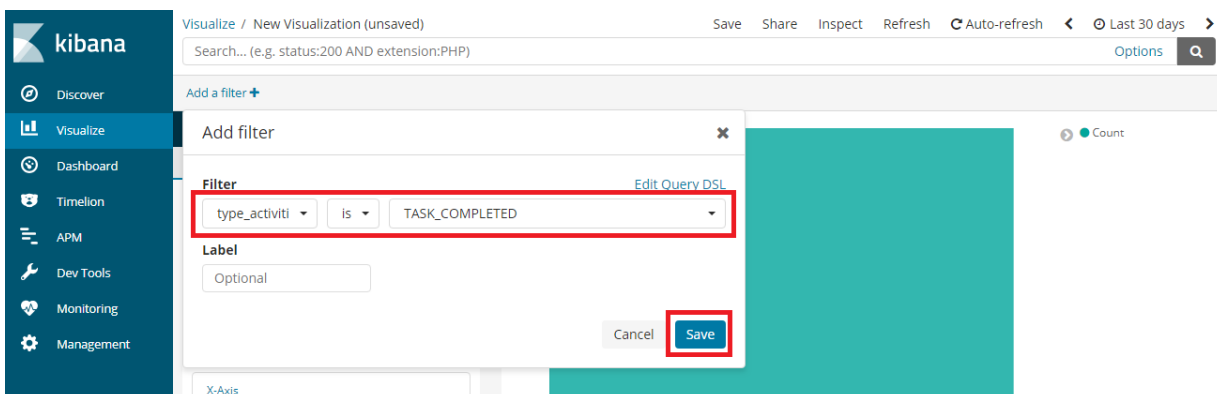 kibana
Discover
Visualize
Dashboard
Timelion
APM
Dev Tools
Monitoring
Management
Visualize / New Visualization (unsaved)
Save Share Inspect Refresh Auto-refresh Last 30 days
Search... (e.g. status:200 AND extension:PHP)
Options
Add a filter +
Add filter
Filter
Edit Query DSL
type_activiti is TASK_COMPLETED
Label
Optional
Cancel Save
X-Axis
Count